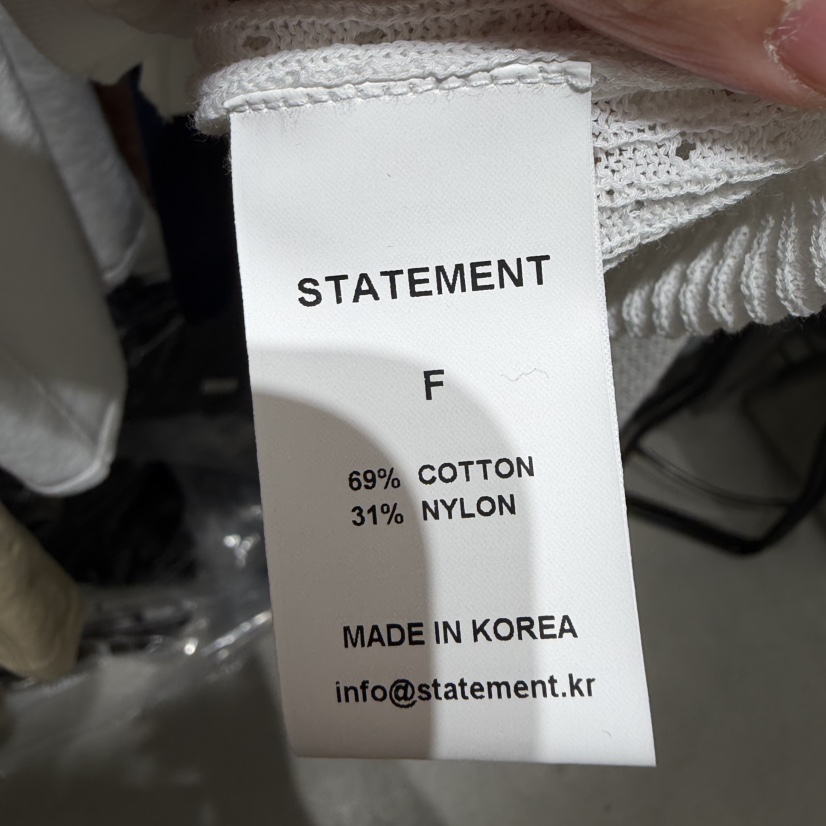 STATEMENT
F
69% COTTON
31% NYLON
MADE IN KOREA
info@statement.kr